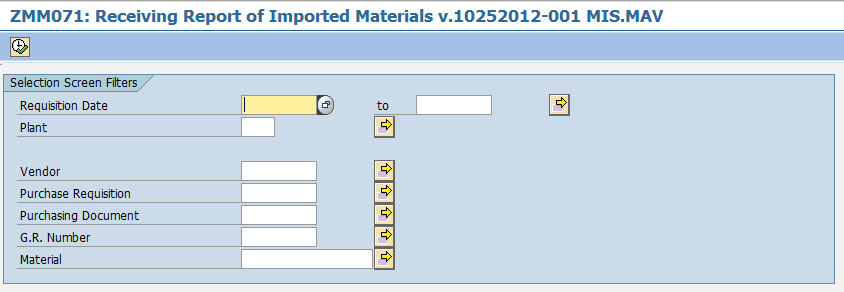 ZMM071: Receiving Report of Imported Materials v.10252012-001 MIS.MAV
Selection Screen Filters
Requisition Date to
Plant
Vendor
Purchase Requisition
Purchasing Document
G.R. Number
Material